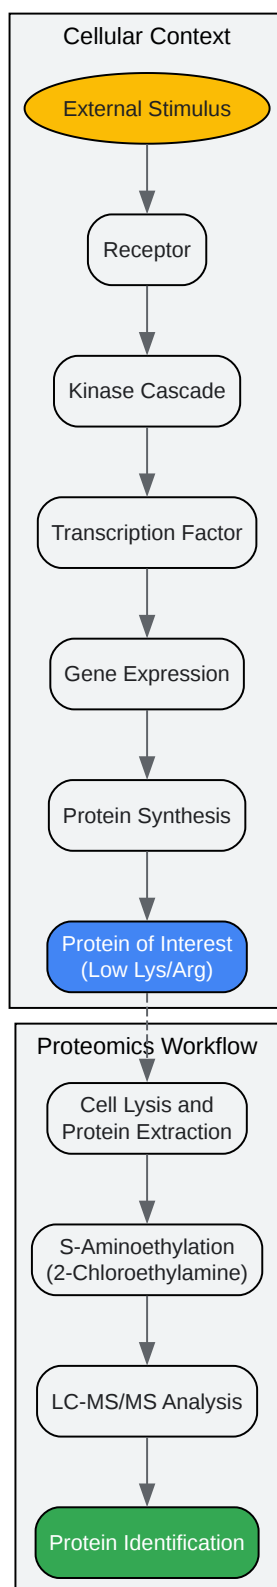 Cellular Context
External Stimulus
Receptor
Kinase Cascade
Transcription Factor
Gene Expression
Protein Synthesis
Protein of Interest
(Low Lys/Arg)
Proteomics Workflow
Cell Lysis and
Protein Extraction
S-Aminoethylation
(2-Chloroethylamine)
LC-MS/MS Analysis
Protein Identification